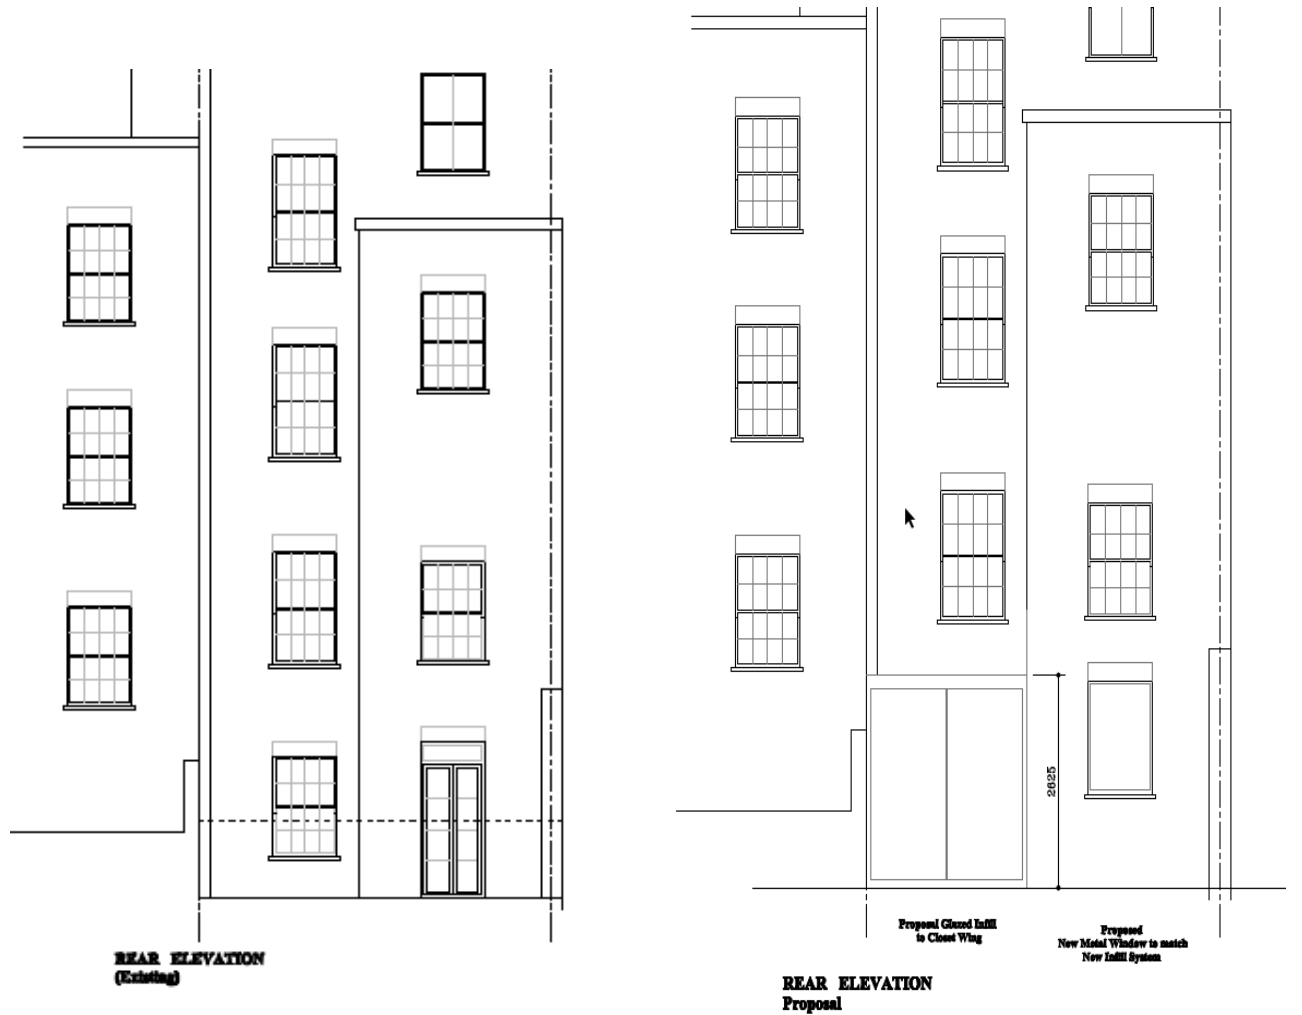 REAR ELEVATION
(Existing)
2625
Proposal Glazed Infill
to Closet Wing
Proposed
New Metal Window to match
New Infill System
REAR ELEVATION
Proposal